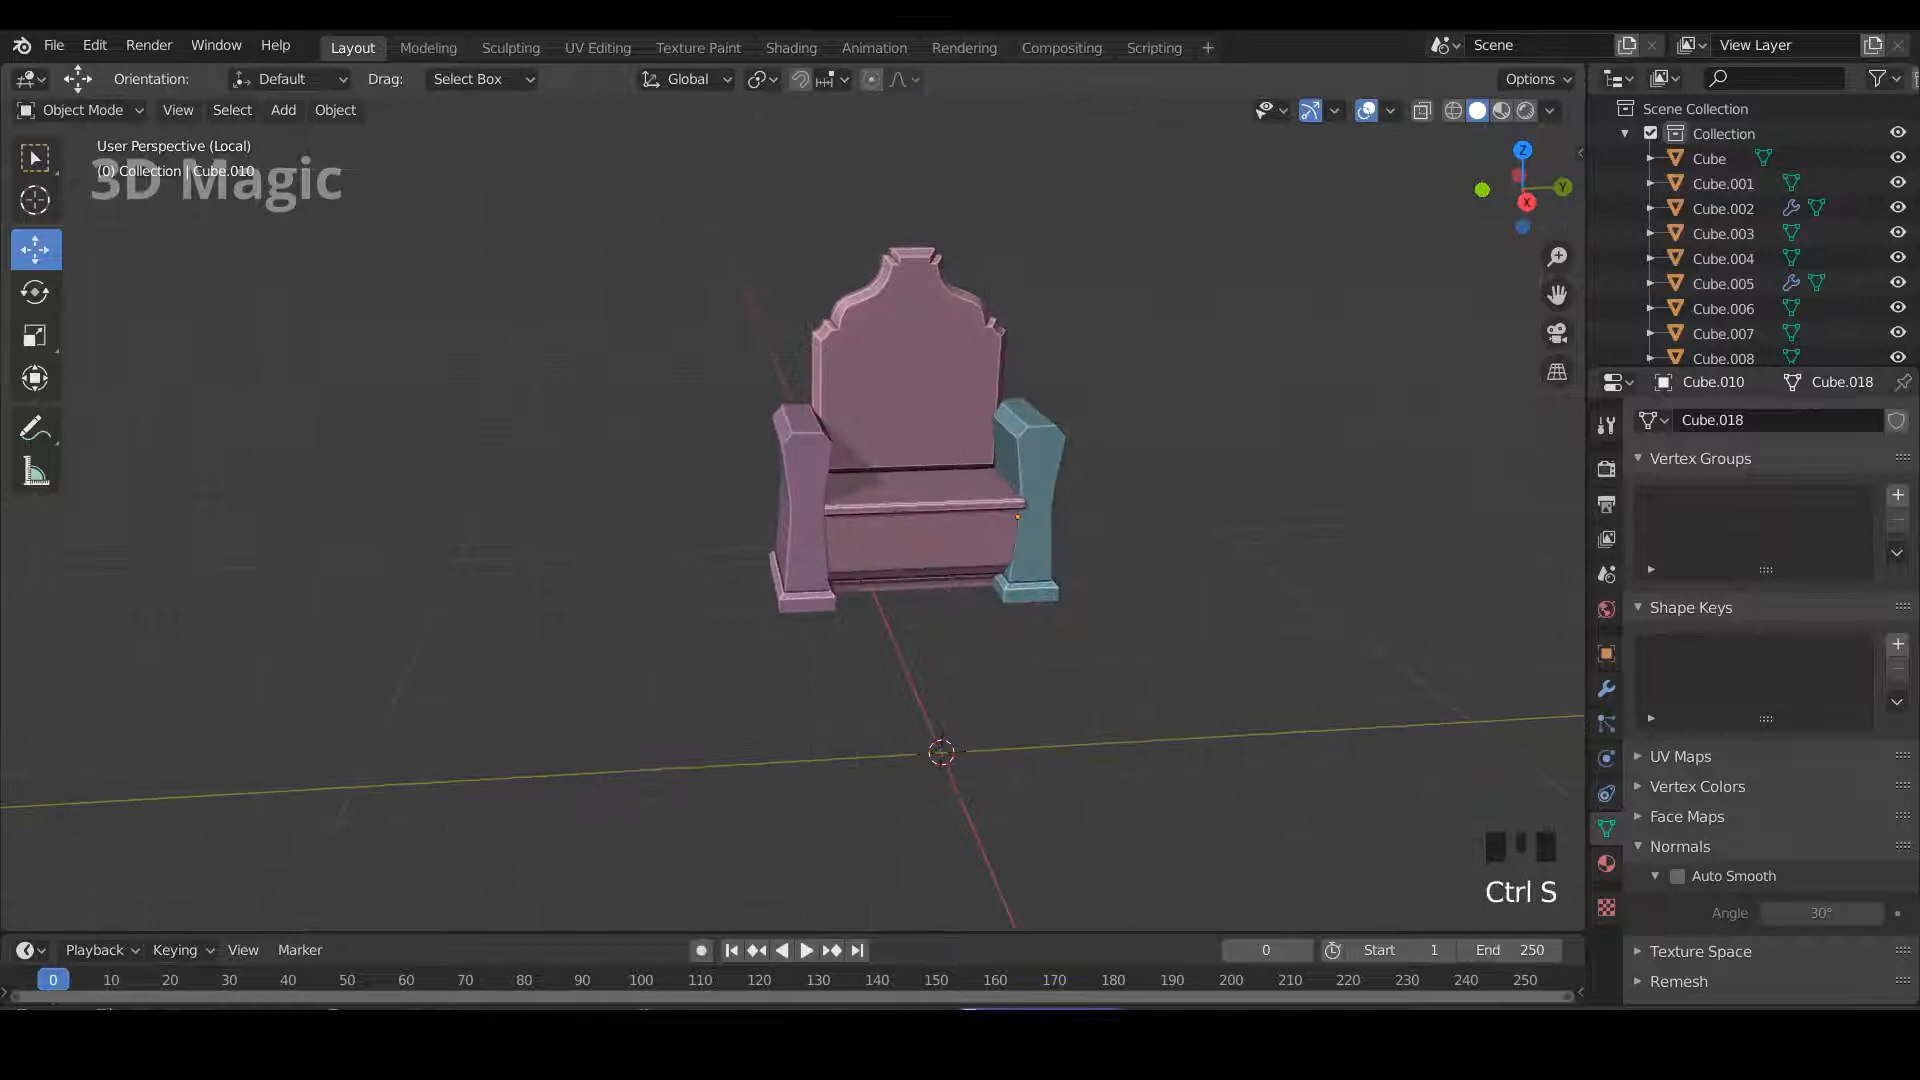 File Edit Render Window Help Layout Modeling Sculpting UV Editing Texture Paint Shading Animation Rendering Compositing Scripting + Scene View Layer
Orientation: Default Drag: Select Box Global Options
Object Mode View Select Add Object
User Perspective (Local)
(0) Collection | Cube.010
3D Magic
Z
Y
X
Scene Collection
Collection
Cube
Cube.001
Cube.002
Cube.003
Cube.004
Cube.005
Cube.006
Cube.007
Cube.008
Cube.010 Cube.018
Cube.018
Vertex Groups
Shape Keys
UV Maps
Vertex Colors
Face Maps
Normals
Auto Smooth
Angle 30°
Texture Space
Remesh
Ctrl S
Playback Keying View Marker 0 Start 1 End 250
0 10 20 30 40 50 60 70 80 90 100 110 120 130 140 150 160 170 180 190 200 210 220 230 240 250